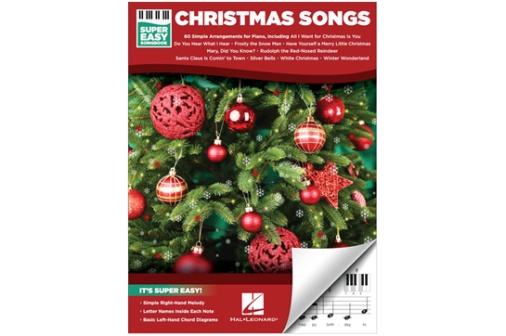 SUPER
EASY
SONGBOOK
CHRISTMAS SONGS
60 Simple Arrangements for Piano, Including All I Want for Christmas Is You
Do You Hear What I Hear • Frosty the Snow Man • Have Yourself a Merry Little Christmas
Mary, Did You Know? • Rudolph the Red-Nosed Reindeer
Santa Claus Is Comin' to Town • Silver Bells • White Christmas • Winter Wonderland
IT'S SUPER EASY!
• Simple Right-Hand Melody
• Letter Names Inside Each Note
• Basic Left-Hand Chord Diagrams
HAL•LEONARD®